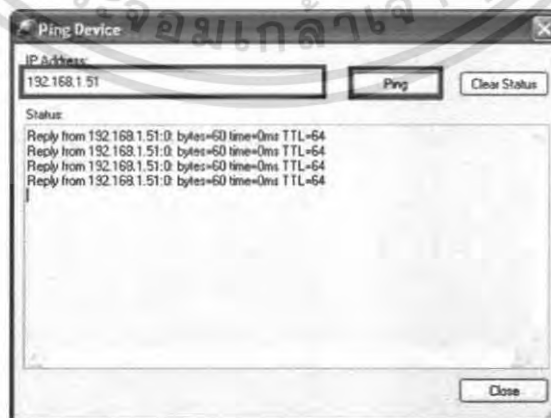 Ping Device
IP Address:
192.168.1.51
Ping
Clear Status
Status:
Reply from 192.168.1.51:0: bytes=60 time=0ms TTL=64
Reply from 192.168.1.51:0: bytes=60 time=0ms TTL=64
Reply from 192.168.1.51:0: bytes=60 time=0ms TTL=64
Reply from 192.168.1.51:0: bytes=60 time=0ms TTL=64
Close